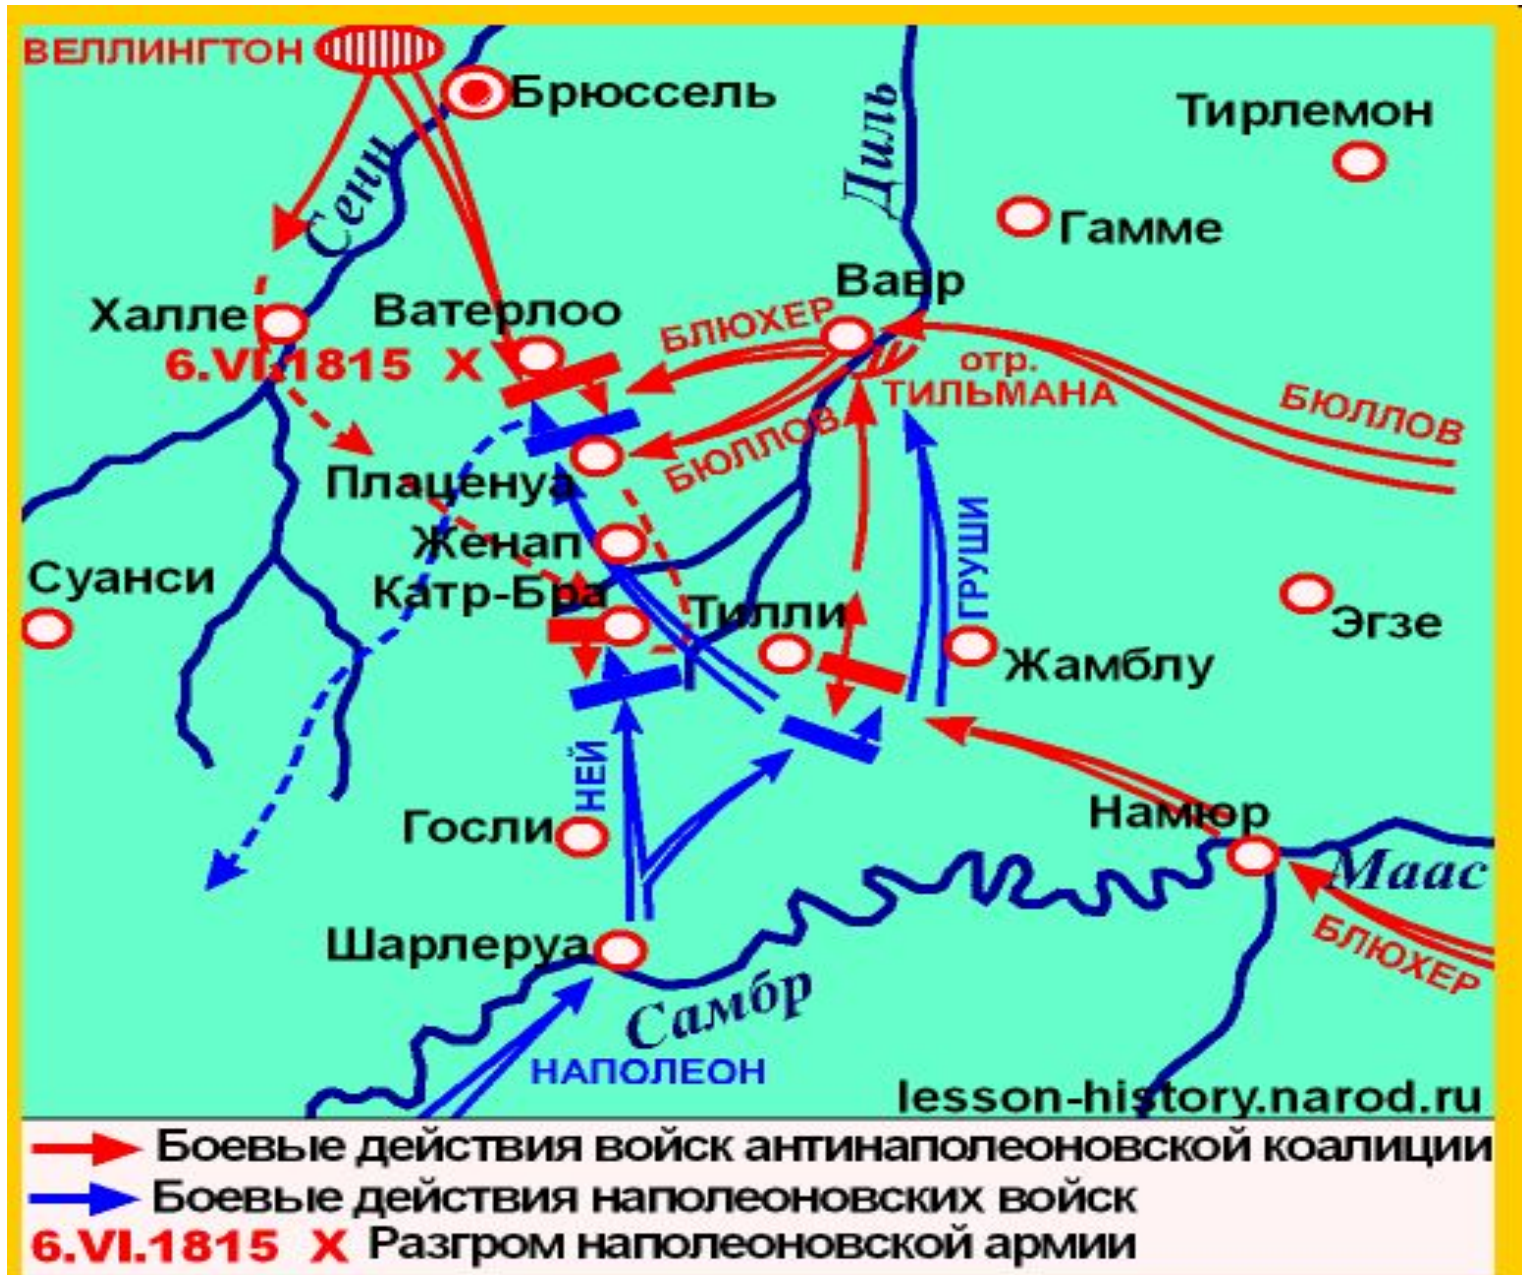 ВЕЛЛИНГТОН
Брюссель
Тирлемон
Диль
Сенн
Гамме
Вавр
Халле
Ватерлоо
БЛЮХЕР
6.VI.1815 X
отр.
ТИЛЬМАНА
БЮЛЛОВ
БЮЛЛОВ
Плаценуа
Женап
ГРУШИ
Суанси
Катр-Бра
Тилли
Эгзе
Жамблу
НЕЙ
Госли
Намюр
Маас
Шарлеруа
БЛЮХЕР
Самбр
НАПОЛЕОН
lesson-history.narod.ru
Боевые действия войск антинаполеоновской коалиции
Боевые действия наполеоновских войск
6.VI.1815 X Разгром наполеоновской армии